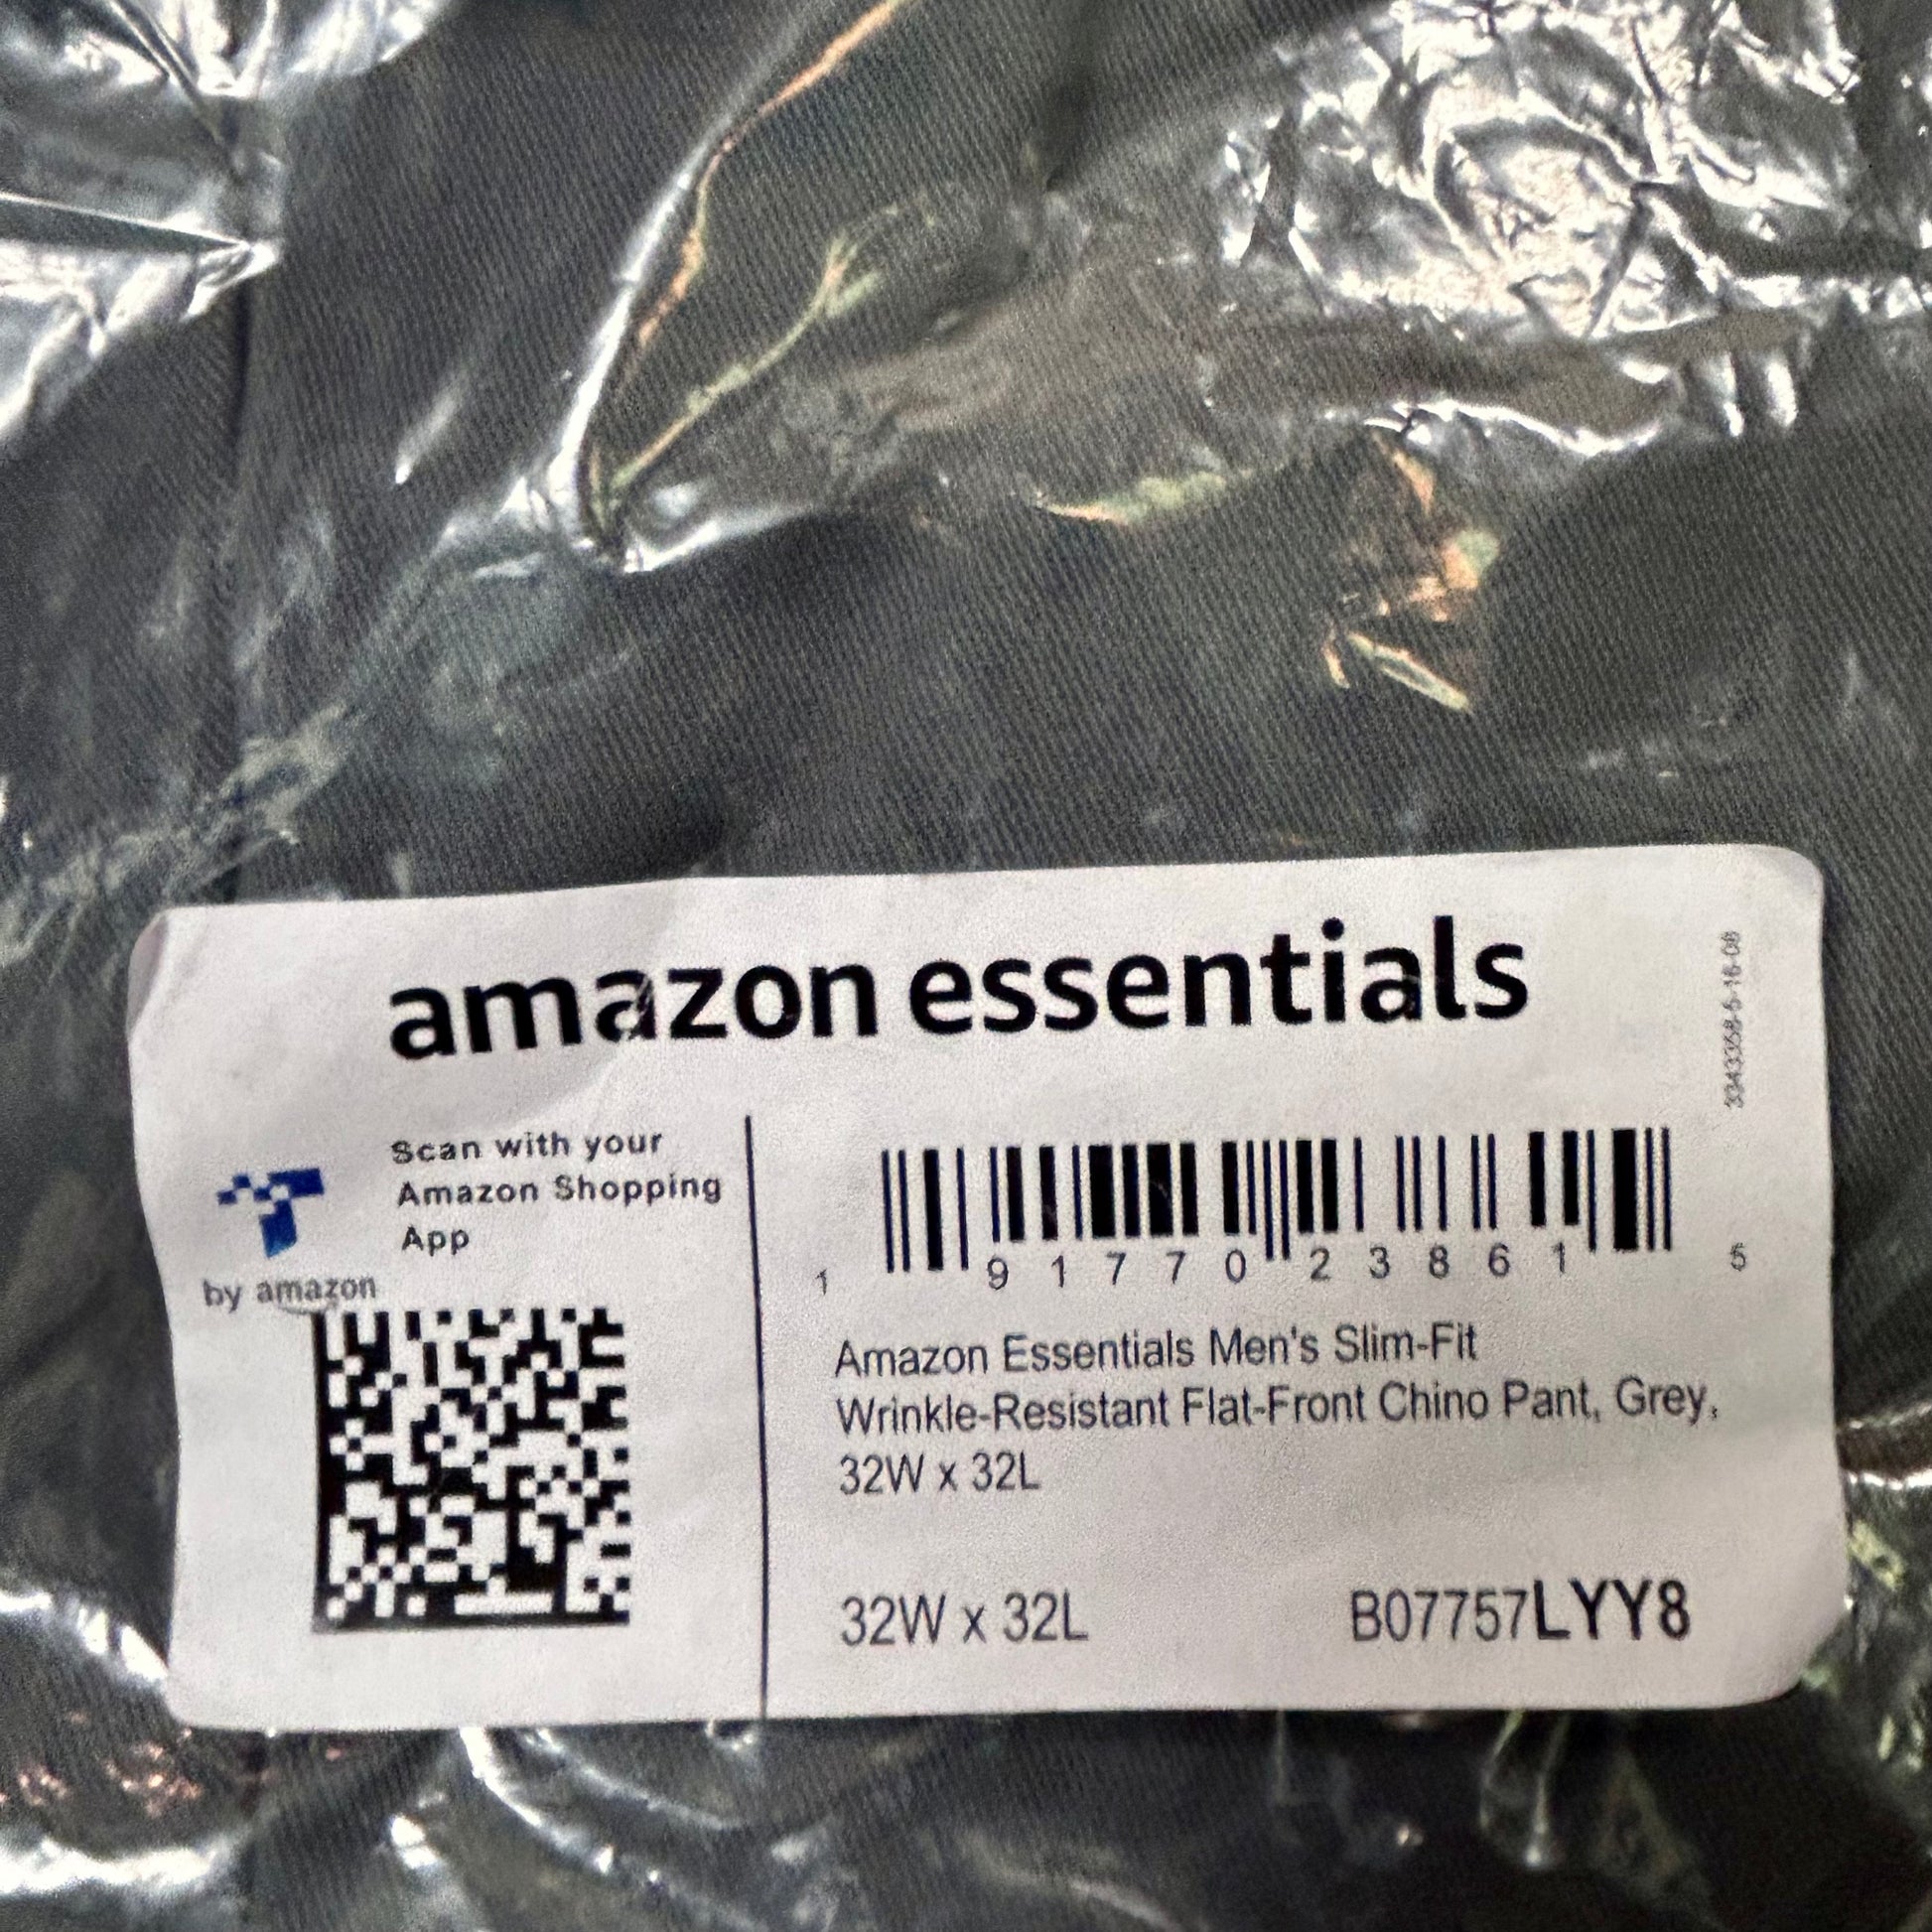 amazon essentials
Scan with your
Amazon Shopping
App
by amazon
1 91770 23861 5
Amazon Essentials Men's Slim-Fit
Wrinkle-Resistant Flat-Front Chino Pant, Grey,
32W x 32L
32W x 32L B07757LYY8